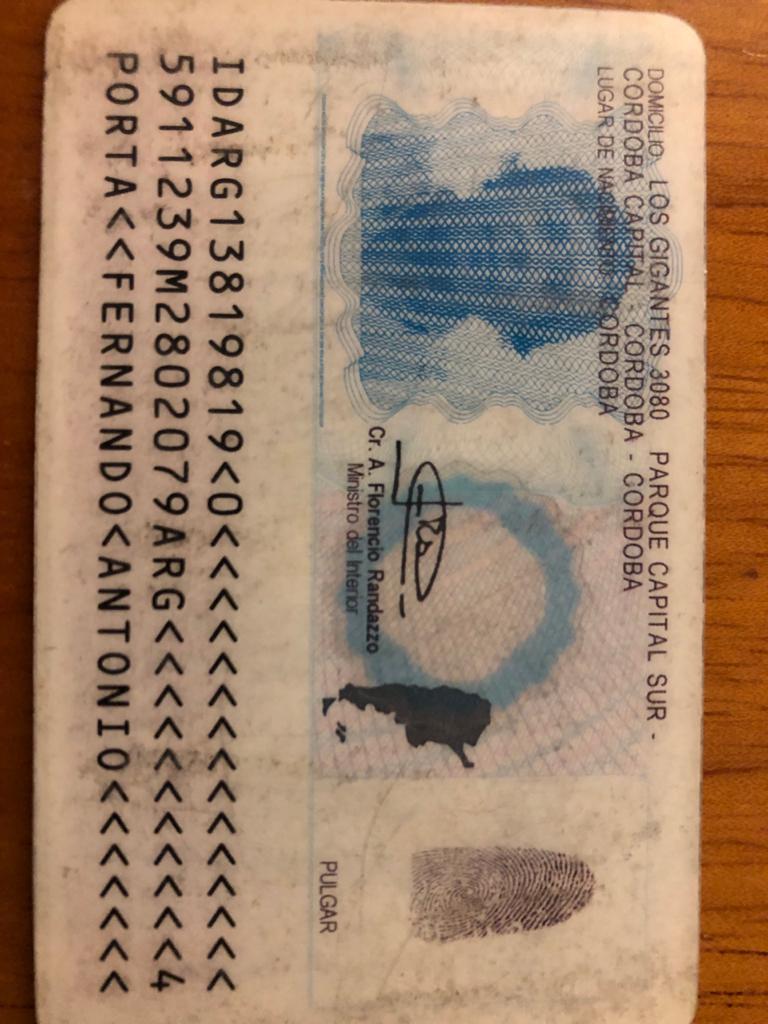 DOMICILIO: LOS GIGANTES 3080 PARQUE CAPITAL SUR -
CORDOBA CAPITAL - CORDOBA - CORDOBA
LUGAR DE NACIMIENTO: CORDOBA
Cr. A. Florencio Randazzo
Ministro del Interior
PULGAR
IDARG13819819<0<<<<<<<<<<<<<<<
5911239M2802079ARG<<<<<<<<<<<4
PORTA<<FERNANDO<ANTONIO<<<<<<<